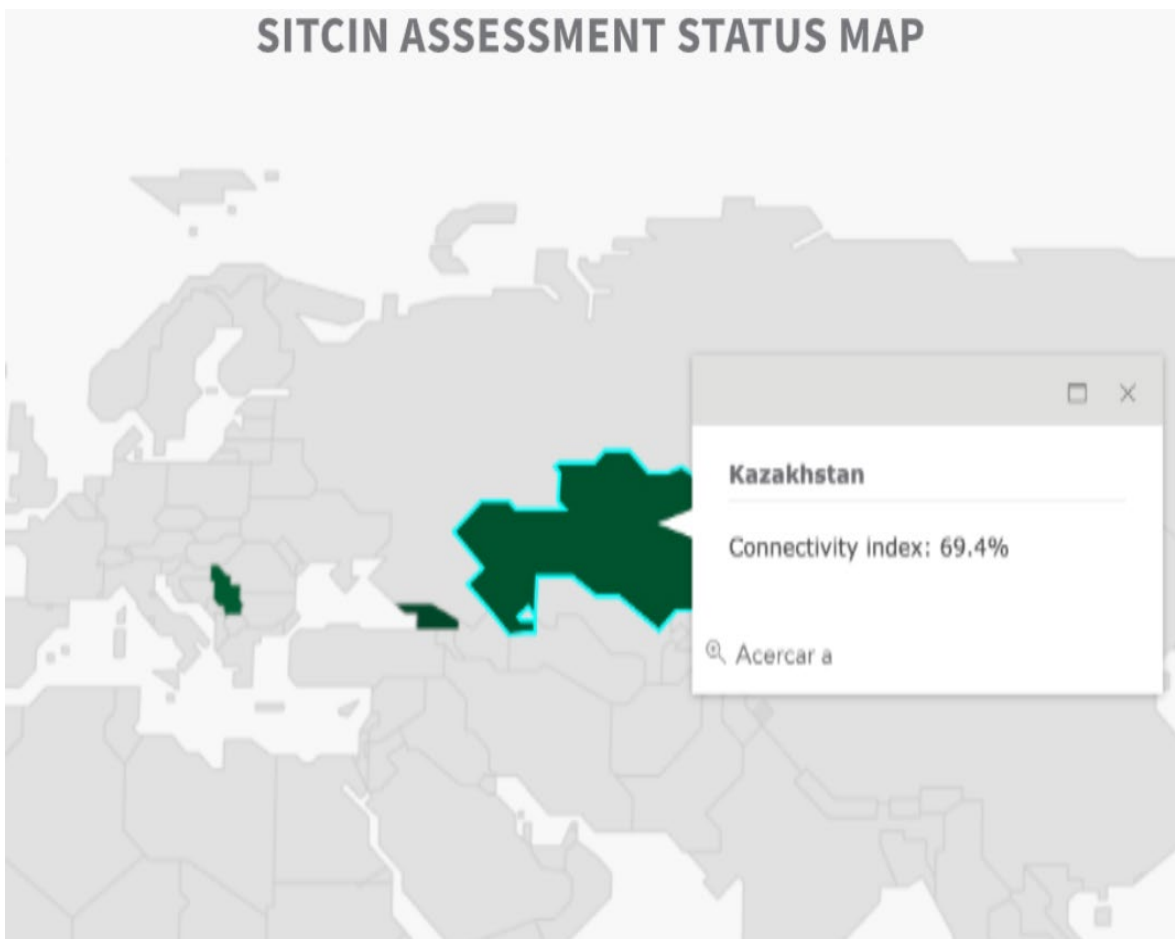 SITCIN ASSESSMENT STATUS MAP
Kazakhstan
Connectivity index: 69.4%
Acercar a